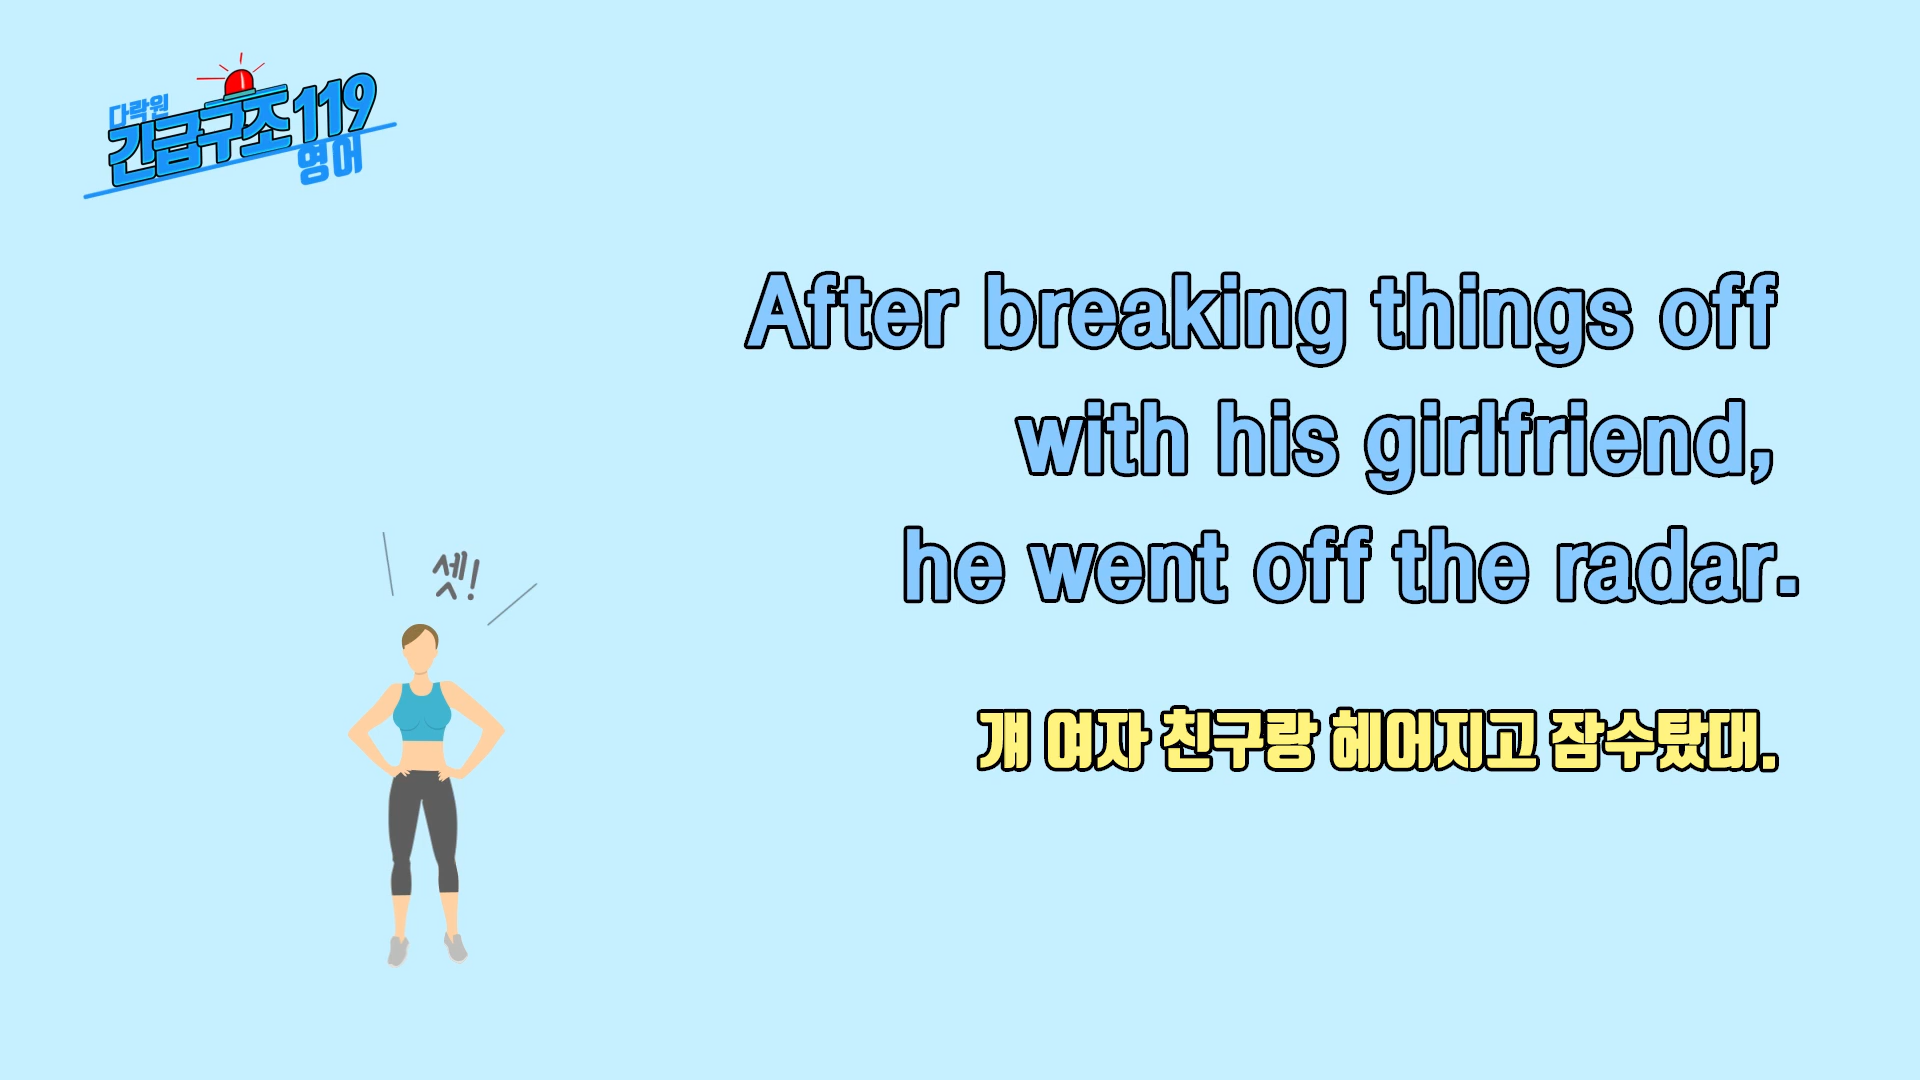 다락원
긴급구조119
영어
After breaking things off
with his girlfriend,
he went off the radar.
걔 여자 친구랑 헤어지고 잠수탔대.
셋!